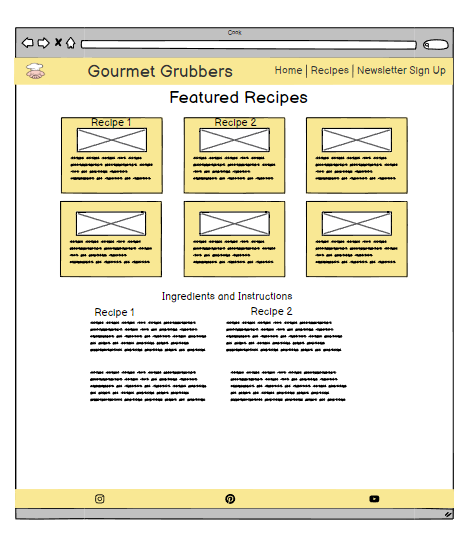 Cook
Gourmet Grubbers
Home | Recipes | Newsletter Sign Up
Featured Recipes
Recipe 1
Recipe 2
Ingredients and Instructions
Recipe 1
Recipe 2